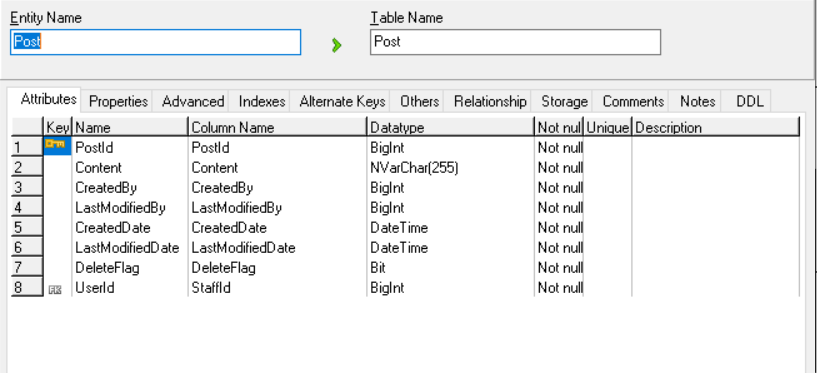 Entity Name Table Name
Post Post
Attributes Properties Advanced Indexes Alternate Keys Others Relationship Storage Comments Notes DDL
Key Name Column Name Datatype Not nul Unique Description
1 PostId PostId BigInt Not null
2 Content Content NVarChar(255) Not null
3 CreatedBy CreatedBy BigInt Not null
4 LastModifiedBy LastModifiedBy BigInt Not null
5 CreatedDate CreatedDate DateTime Not null
6 LastModifiedDate LastModifiedDate DateTime Not null
7 DeleteFlag DeleteFlag Bit Not null
8 FK UserId StaffId BigInt Not null